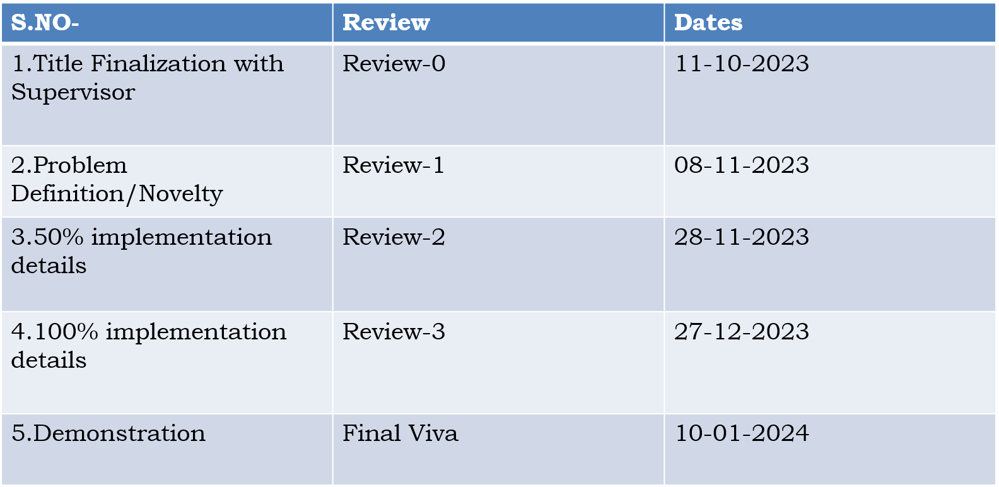 S.NO- Review Dates
1.Title Finalization with Review-0 11-10-2023
Supervisor
2.Problem Review-1 08-11-2023
Definition/Novelty
3.50% implementation Review-2 28-11-2023
details
4.100% implementation Review-3 27-12-2023
details
5.Demonstration Final Viva 10-01-2024